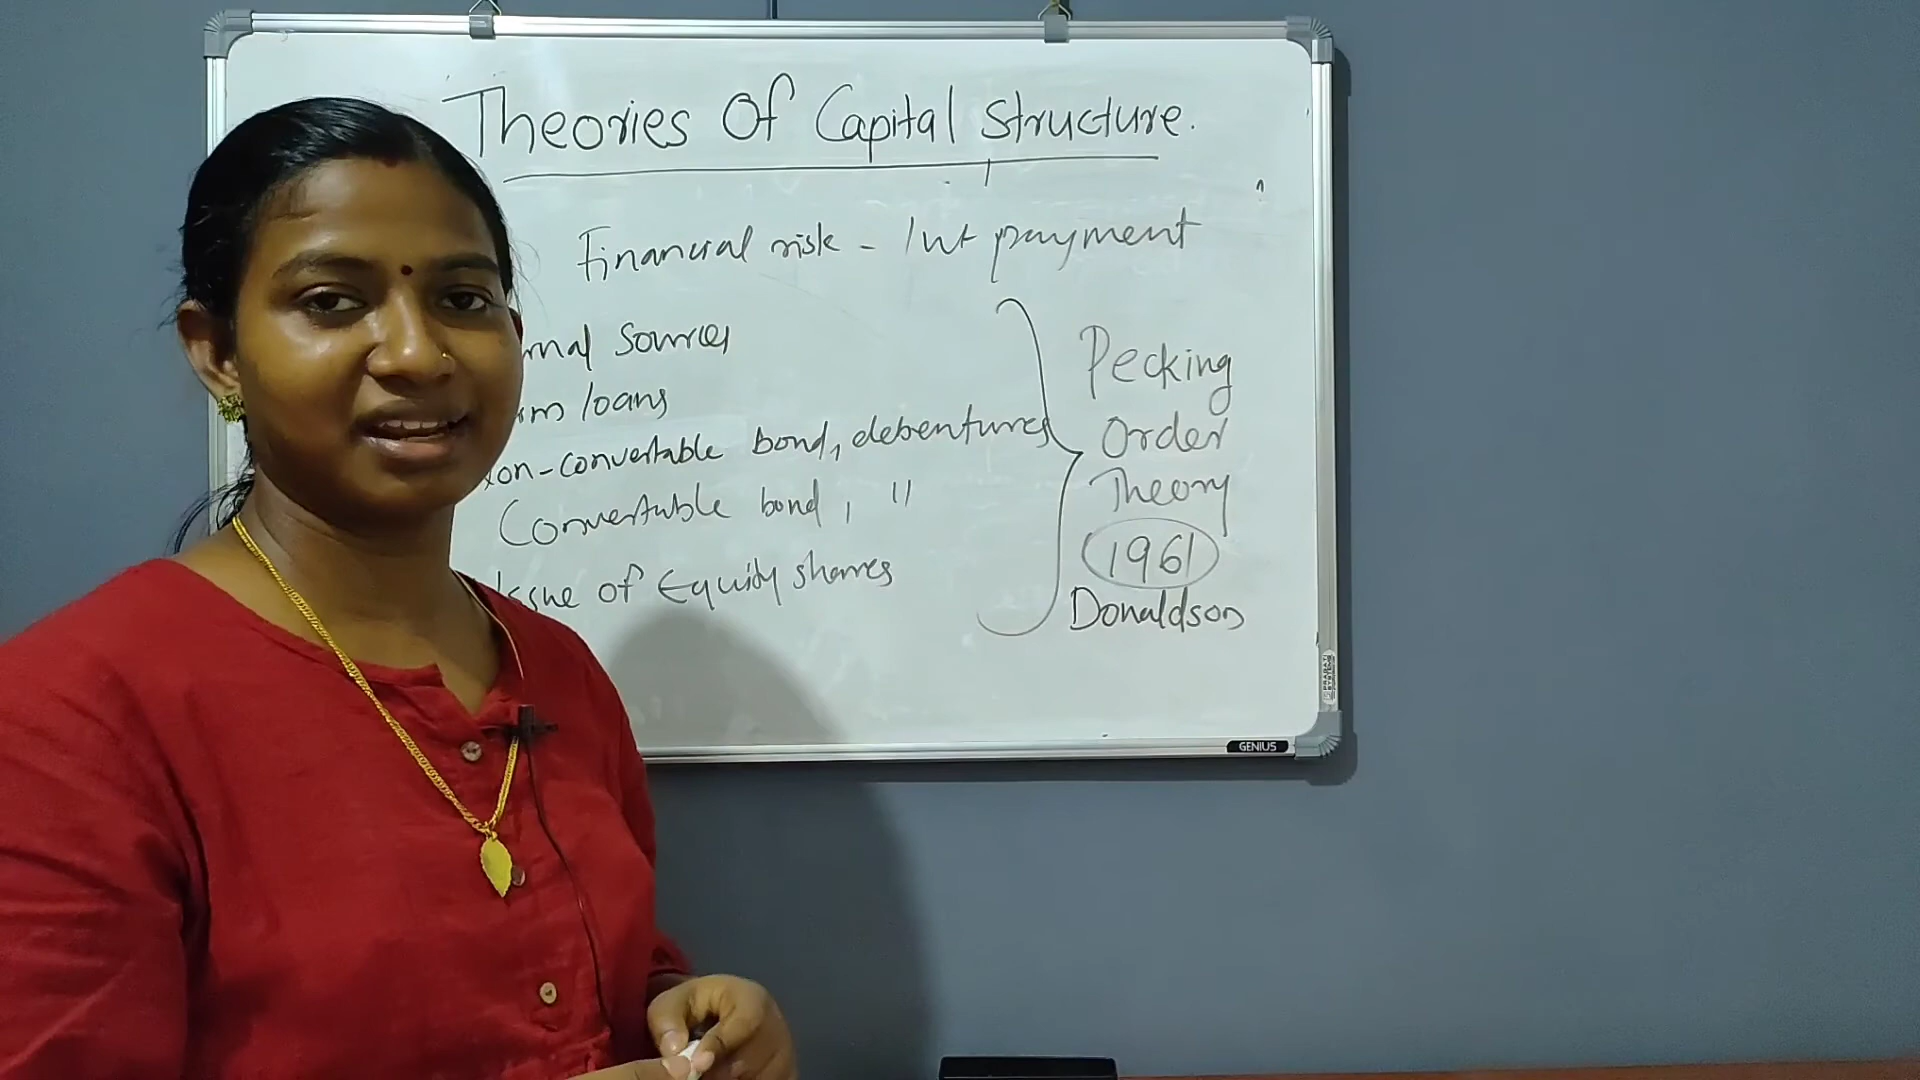 Theories Of Capital Structure.
Financial risk - Int payment
rnal Sources
rm loans
non-convertable bond, debentures
Convertable bond, "
Issue of Equity shares
Pecking
Order
Theory
1961
Donaldson
GENIUS